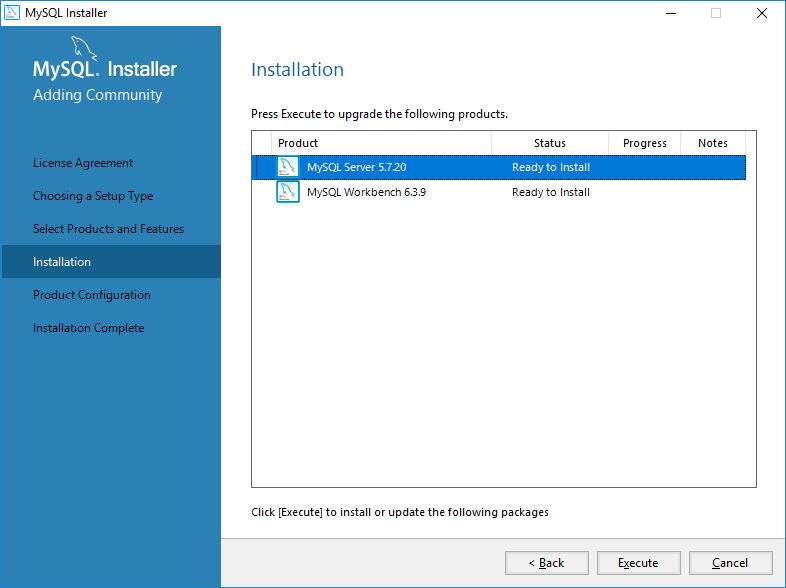 MySQL Installer
MySQL. Installer
Adding Community
License Agreement
Choosing a Setup Type
Select Products and Features
Installation
Product Configuration
Installation Complete
Installation
Press Execute to upgrade the following products.
Product Status Progress Notes
MySQL Server 5.7.20 Ready to Install
MySQL Workbench 6.3.9 Ready to Install
Click [Execute] to install or update the following packages
< Back Execute Cancel